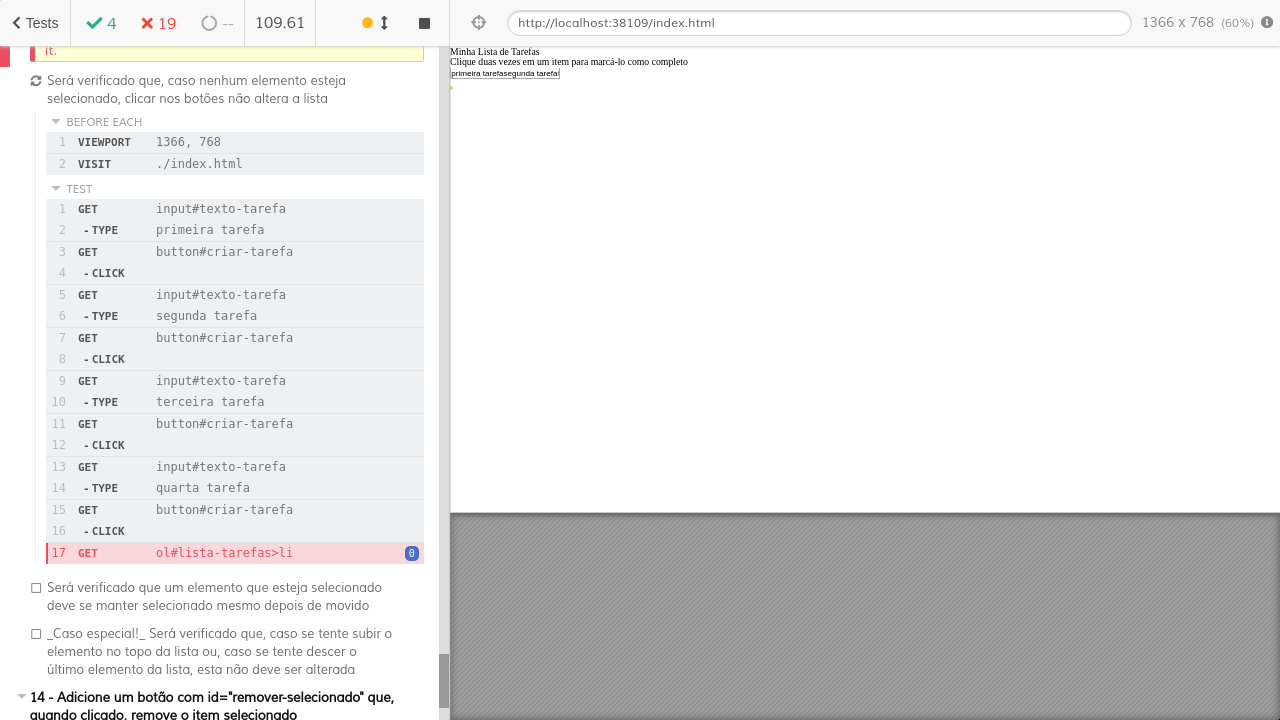 Tests 4 19 -- 109.61
http://localhost:38109/index.html 1366 x 768 (60%)
it.
Será verificado que, caso nenhum elemento esteja
selecionado, clicar nos botões não altera a lista
BEFORE EACH
1 VIEWPORT 1366, 768
2 VISIT ./index.html
TEST
1 GET input#texto-tarefa
2 -TYPE primeira tarefa
3 GET button#criar-tarefa
4 -CLICK
5 GET input#texto-tarefa
6 -TYPE segunda tarefa
7 GET button#criar-tarefa
8 -CLICK
9 GET input#texto-tarefa
10 -TYPE terceira tarefa
11 GET button#criar-tarefa
12 -CLICK
13 GET input#texto-tarefa
14 -TYPE quarta tarefa
15 GET button#criar-tarefa
16 -CLICK
17 GET ol#lista-tarefas>li 0
Será verificado que um elemento que esteja selecionado
deve se manter selecionado mesmo depois de movido
_Caso especial!_ Será verificado que, caso se tente subir o
elemento no topo da lista ou, caso se tente descer o
último elemento da lista, esta não deve ser alterada
14 - Adicione um botão com id="remover-selecionado" que,
quando clicado, remove o item selecionado
Minha Lista de Tarefas
Clique duas vezes em um item para marcá-lo como completo
primeira tarefasegunda tarefa